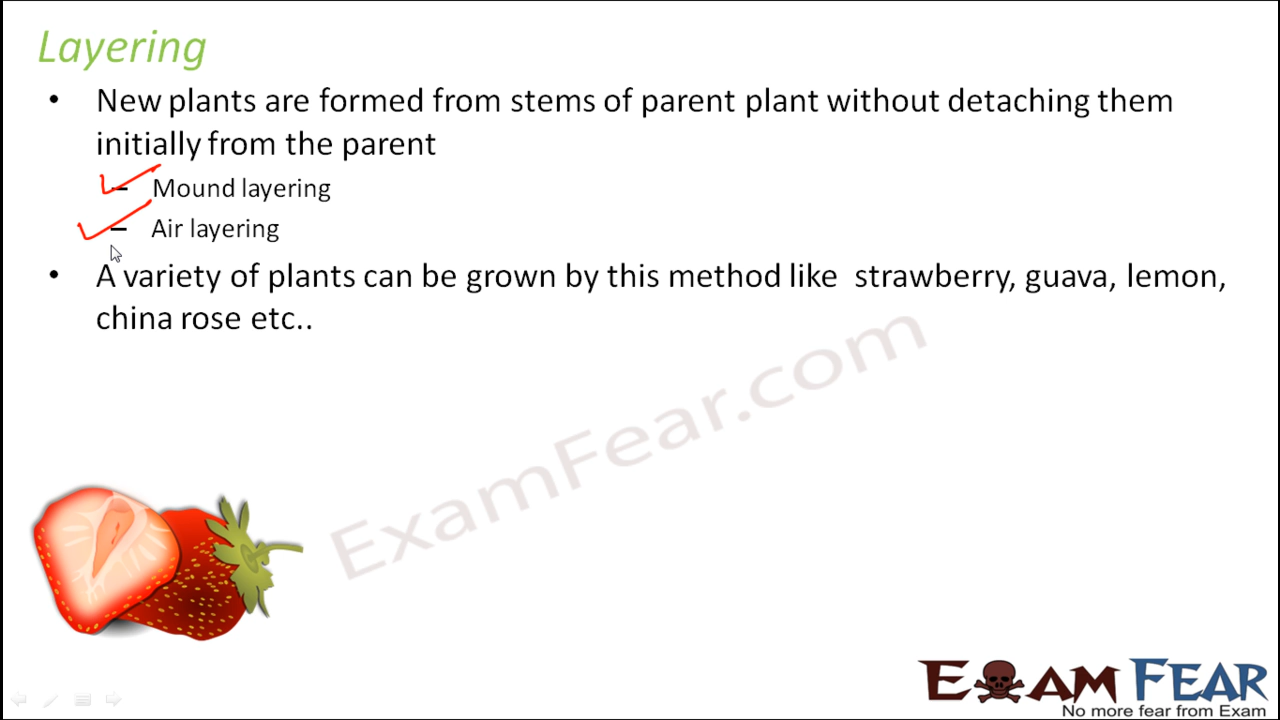 Layering
• New plants are formed from stems of parent plant without detaching them
initially from the parent
– Mound layering
– Air layering
• A variety of plants can be grown by this method like strawberry, guava, lemon,
china rose etc..
ExamFear.com
EXAM FEAR
No more fear from Exam